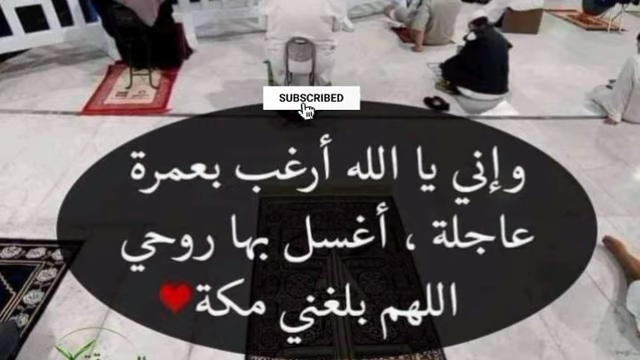 SUBSCRIBED
وإني يا الله أرغب بعمرة
عاجلة ، أغسل بها روحي
اللهم بلغني مكة❤